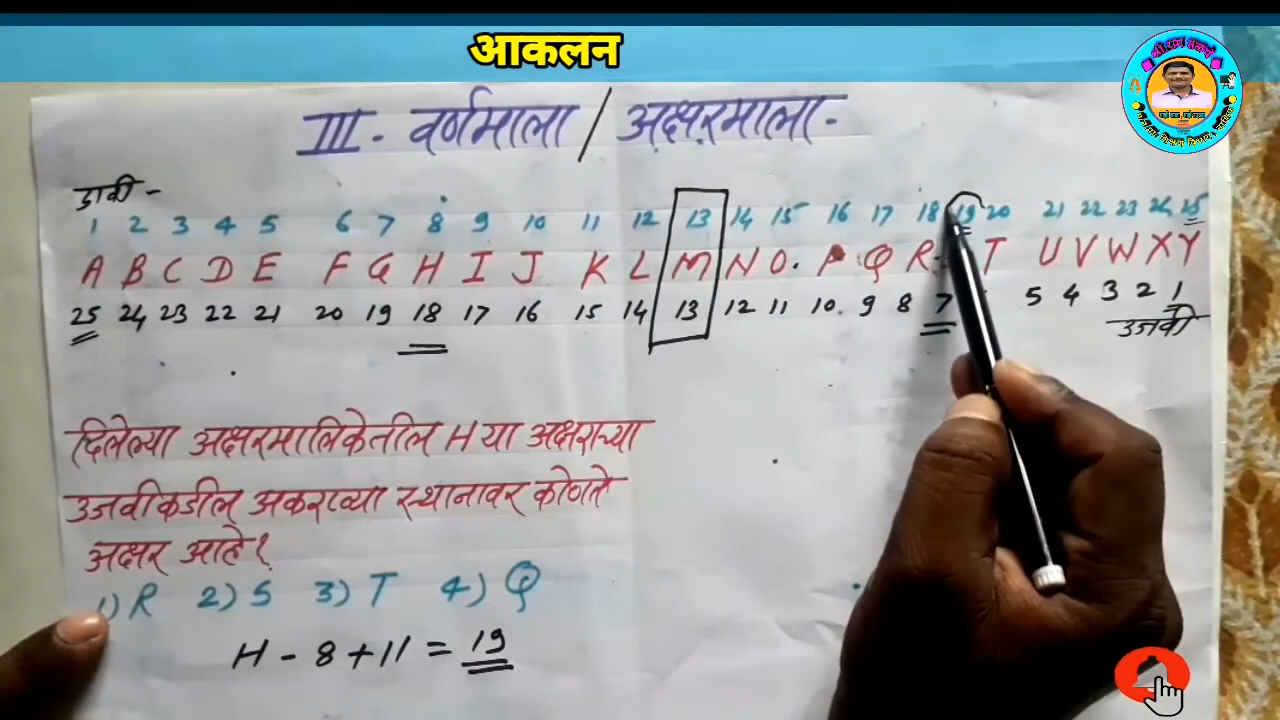 आकलन
III - वर्णमाला / अक्षरमाला -
डावी -
1 2 3 4 5 6 7 8 9 10 11 12 13 14 15 16 17 18 19 20 21 22 23 24 25
A B C D E F G H I J K L M N O P Q R T U V W X Y
25 24 23 22 21 20 19 18 17 16 15 14 13 12 11 10 9 8 7 5 4 3 2 1
उजवी
दिलेल्या अक्षरमालिकेतील H या अक्षराच्या
उजवीकडील अकराव्या स्थानावर कोणते
अक्षर आहे?
1) R 2) S 3) T 4) Q
H - 8 + 11 = 19